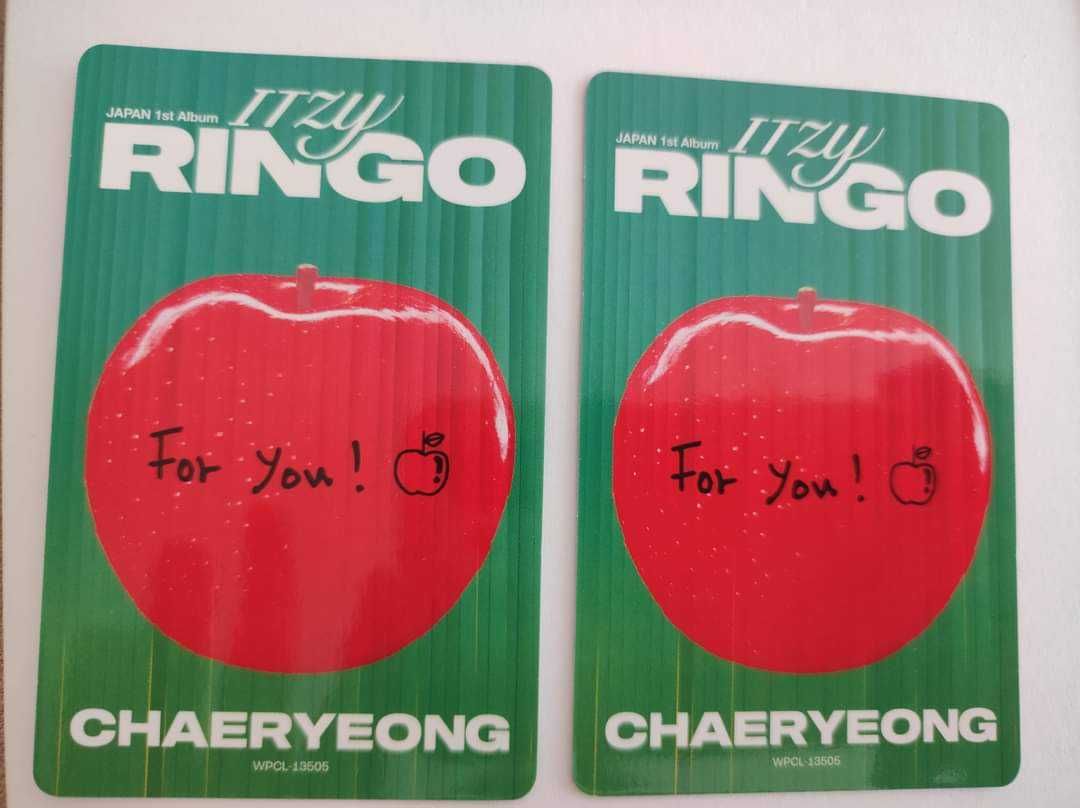 JAPAN 1st Album ITZY
RINGO
For you!
CHAERYEONG
WPCL-13505
JAPAN 1st Album ITZY
RINGO
For you!
CHAERYEONG
WPCL-13505